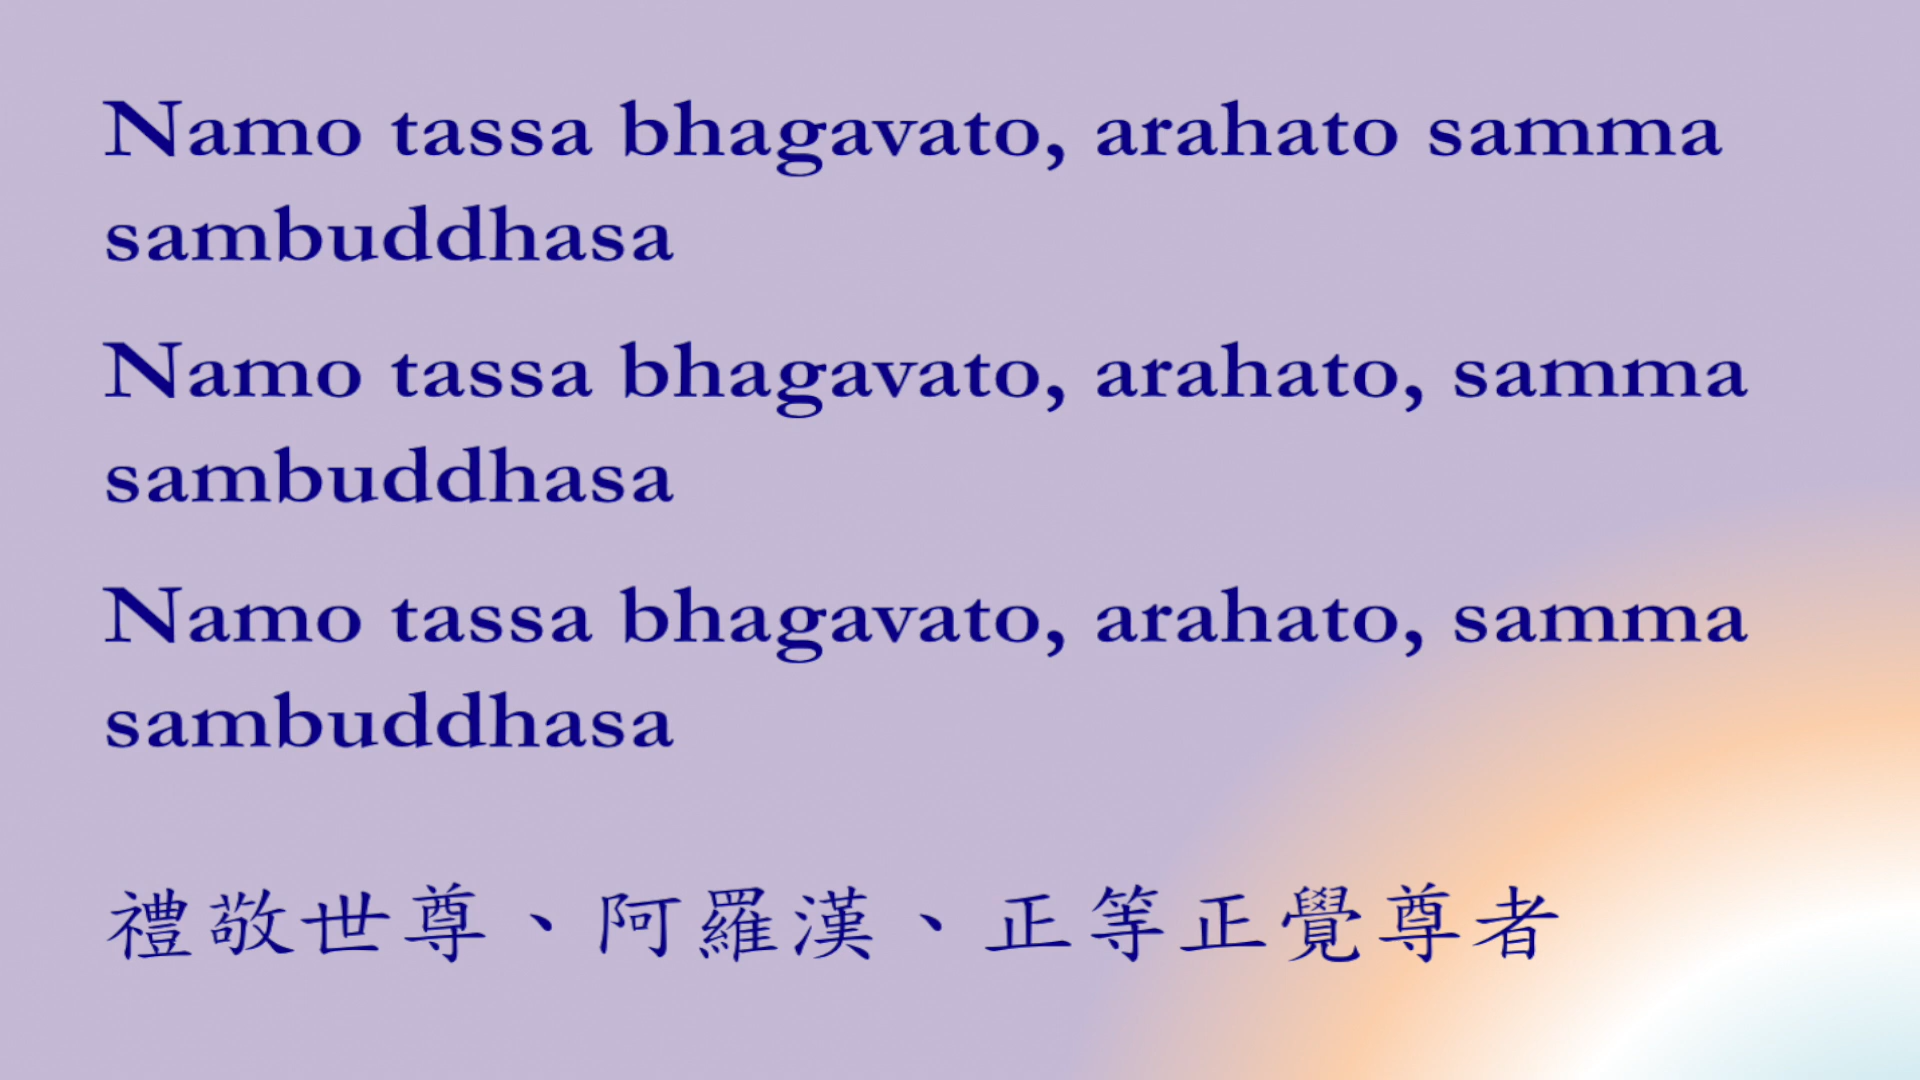 Namo tassa bhagavato, arahato samma
sambuddhasa
Namo tassa bhagavato, arahato, samma
sambuddhasa
Namo tassa bhagavato, arahato, samma
sambuddhasa
禮敬世尊、阿羅漢、正等正覺尊者